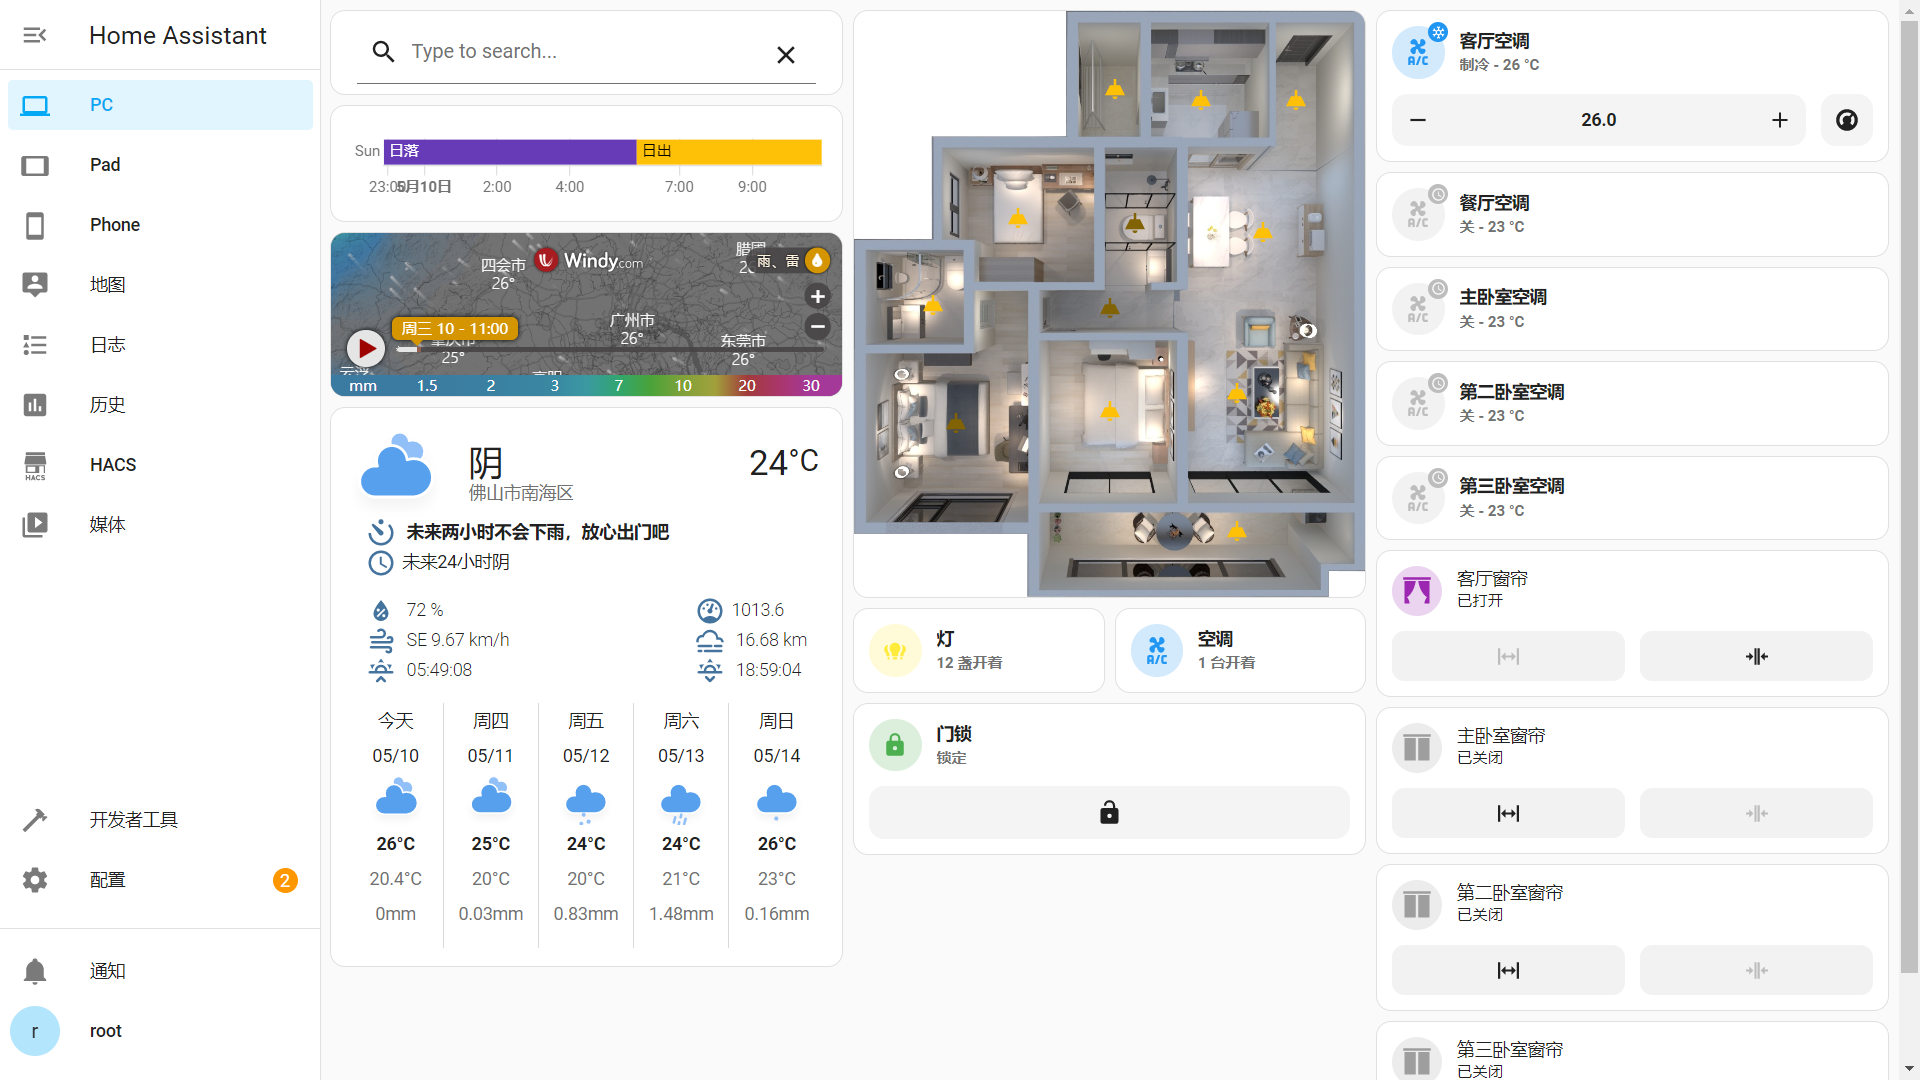 Home Assistant
PC
Pad
Phone
地图
日志
历史
HACS
HACS
媒体
开发者工具
配置
2
通知
r
root
Type to search...
Sun
日落
日出
23:00
5月10日
2:00
4:00
7:00
9:00
四会市
26°
Windy.com
雨、雷
周三 10 - 11:00
25°
广州市
26°
东莞市
26°
mm
1.5
2
3
7
10
20
30
阴
佛山市南海区
24°C
未来两小时不会下雨，放心出门吧
未来24小时阴
72 %
1013.6
SE 9.67 km/h
16.68 km
05:49:08
18:59:04
今天
周四
周五
周六
周日
05/10
05/11
05/12
05/13
05/14
26°C
25°C
24°C
24°C
26°C
20.4°C
20°C
20°C
21°C
23°C
0mm
0.03mm
0.83mm
1.48mm
0.16mm
灯
12 盏开着
A/C
空调
1 台开着
门锁
锁定
A/C
客厅空调
制冷 - 26 °C
26.0
A/C
餐厅空调
关 - 23 °C
A/C
主卧室空调
关 - 23 °C
A/C
第二卧室空调
关 - 23 °C
A/C
第三卧室空调
关 - 23 °C
客厅窗帘
已打开
主卧室窗帘
已关闭
第二卧室窗帘
已关闭
第三卧室窗帘
已关闭